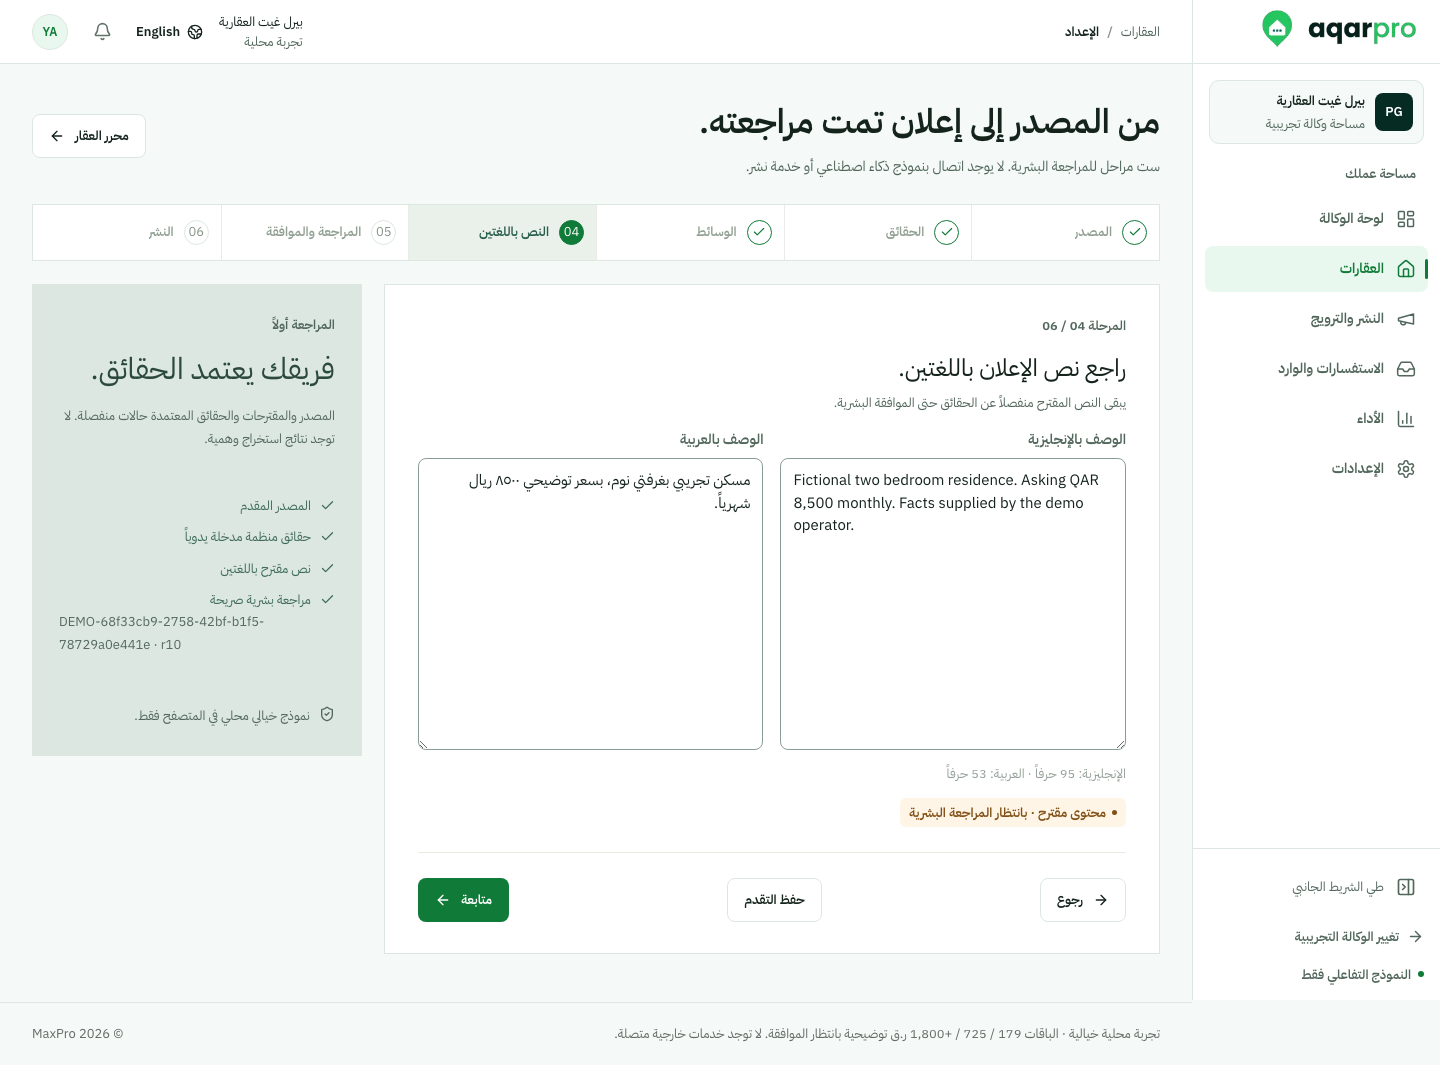 aqarpro
PG
بيرل غيت العقارية
مساحة وكالة تجريبية
مساحة عملك
لوحة الوكالة
العقارات
النشر والترويج
الاستفسارات والوارد
الأداء
الإعدادات
طي الشريط الجانبي
تغيير الوكالة التجريبية
النموذج التفاعلي فقط
العقارات / الإعداد
بيرل غيت العقارية
تجربة محلية
English
YA
من المصدر إلى إعلان تمت مراجعته.
ست مراحل للمراجعة البشرية. لا يوجد اتصال بنموذج ذكاء اصطناعي أو خدمة نشر.
محرر العقار
المصدر
الحقائق
الوسائط
04 النص باللغتين
05 المراجعة والموافقة
06 النشر
المرحلة 04 / 06
راجع نص الإعلان باللغتين.
يبقى النص المقترح منفصلاً عن الحقائق حتى الموافقة البشرية.
الوصف بالإنجليزية
Fictional two bedroom residence. Asking QAR
8,500 monthly. Facts supplied by the demo
operator.
الوصف بالعربية
مسكن تجريبي بغرفتي نوم، بسعر توضيحي ٨٥٠٠ ريال
شهرياً.
الإنجليزية: 95 حرفاً · العربية: 53 حرفاً
محتوى مقترح · بانتظار المراجعة البشرية
رجوع
حفظ التقدم
متابعة
المراجعة أولاً
فريقك يعتمد الحقائق.
المصدر والمقترحات والحقائق المعتمدة حالات منفصلة. لا
توجد نتائج استخراج وهمية.
المصدر المقدم
حقائق منظمة مدخلة يدوياً
نص مقترح باللغتين
مراجعة بشرية صريحة
DEMO-68f33cb9-2758-42bf-b1f5-
78729a0e441e · r10
نموذج خيالي محلي في المتصفح فقط.
تجربة محلية خيالية · الباقات 179 / 725 / +1,800 ر.ق توضيحية بانتظار الموافقة. لا توجد خدمات خارجية متصلة.
© 2026 MaxPro